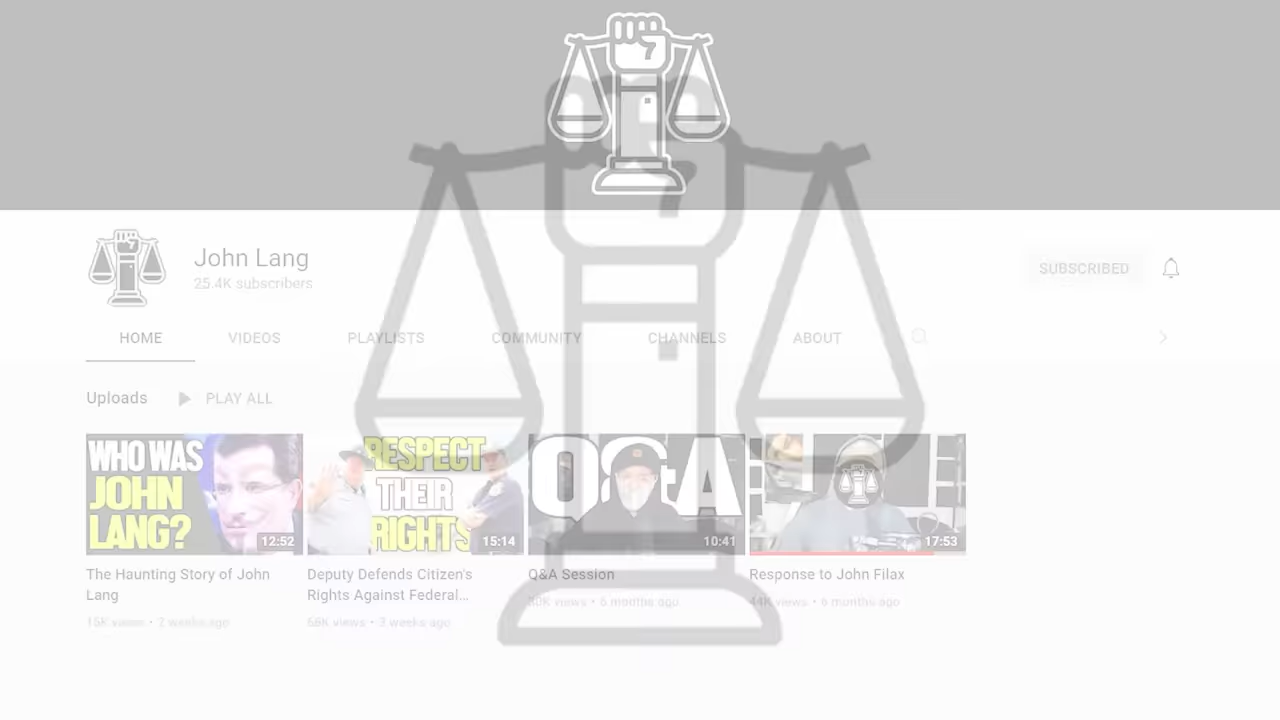 John Lang
25.4K subscribers
SUBSCRIBED
HOME VIDEOS PLAYLISTS COMMUNITY CHANNELS ABOUT
Uploads PLAY ALL
WHO WAS
JOHN
LANG?
12:52
RESPECT
THEIR
RIGHTS
15:14
Q&A
10:41
17:53
The Haunting Story of John
Lang
15K views • 2 weeks ago
Deputy Defends Citizen's
Rights Against Federal...
views • 3 weeks ago
Q&A Session
views • 6 months ago
Response to John Filax
44K views • 6 months ago